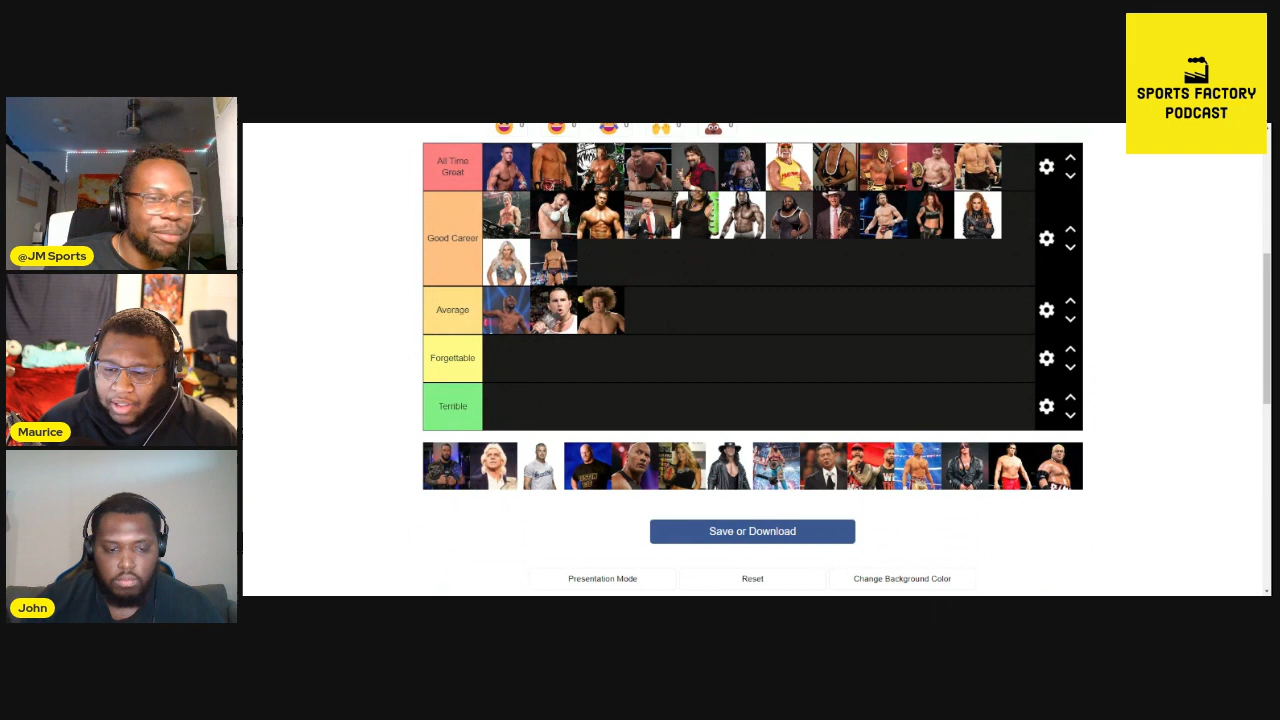 SPORTS FACTORY
PODCAST
@JM Sports
Maurice
John
All Time
Great
Good Career
Average
Forgettable
Terrible
Save or Download
Presentation Mode
Reset
Change Background Color